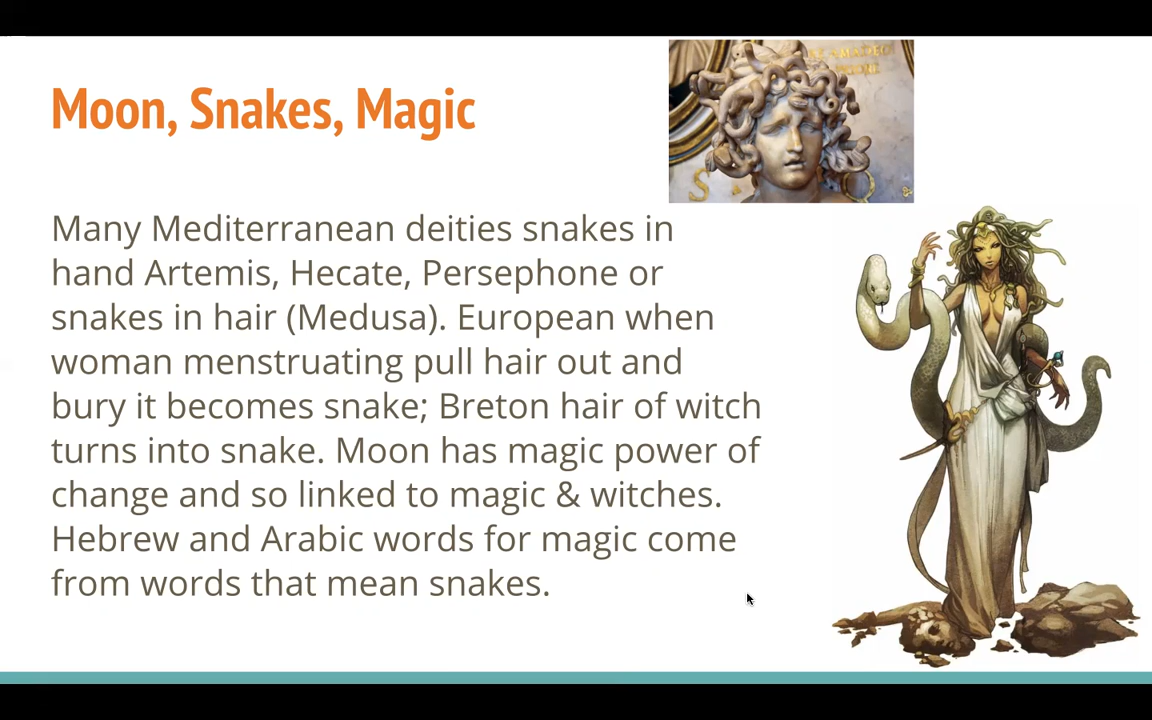 Moon, Snakes, Magic
Many Mediterranean deities snakes in
hand Artemis, Hecate, Persephone or
snakes in hair (Medusa). European when
woman menstruating pull hair out and
bury it becomes snake; Breton hair of witch
turns into snake. Moon has magic power of
change and so linked to magic & witches.
Hebrew and Arabic words for magic come
from words that mean snakes.